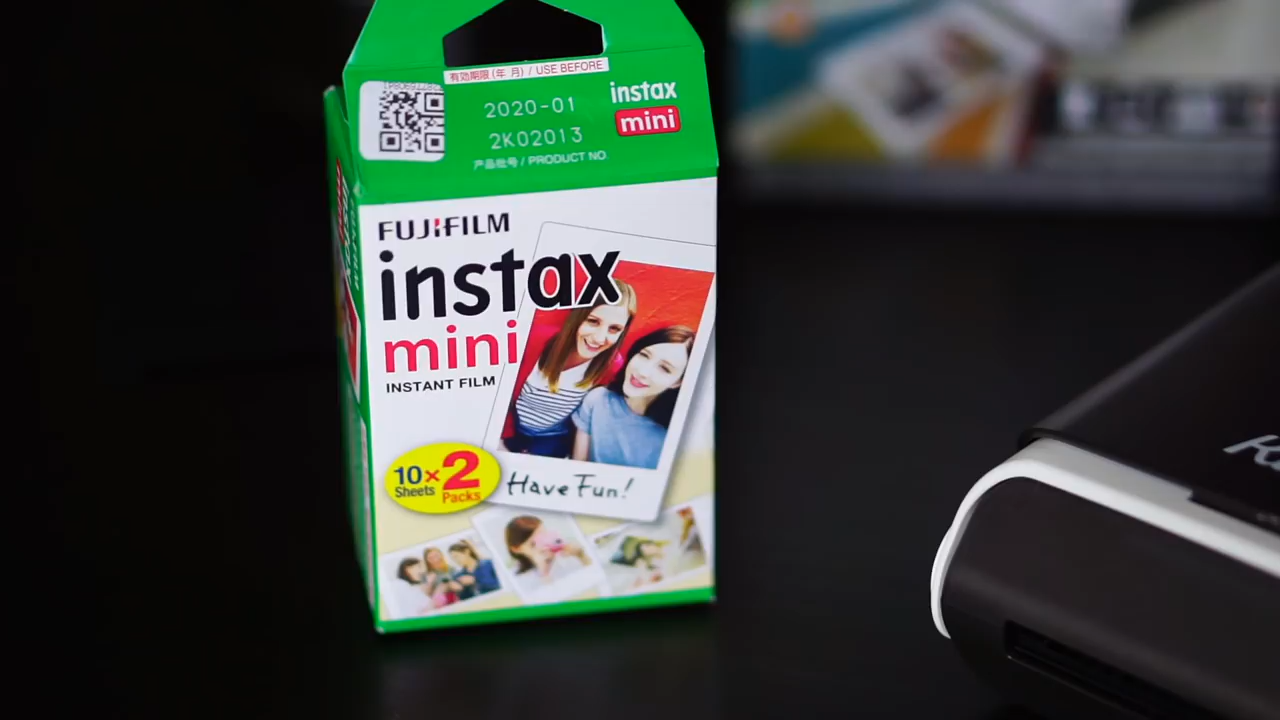 有效期限(年 月) / USE BEFORE
2020-01
2K02013
产品批号 / PRODUCT NO.
instax
mini
FUJIFILM
instax
mini
INSTANT FILM
10 Sheets × 2 Packs
Have Fun!